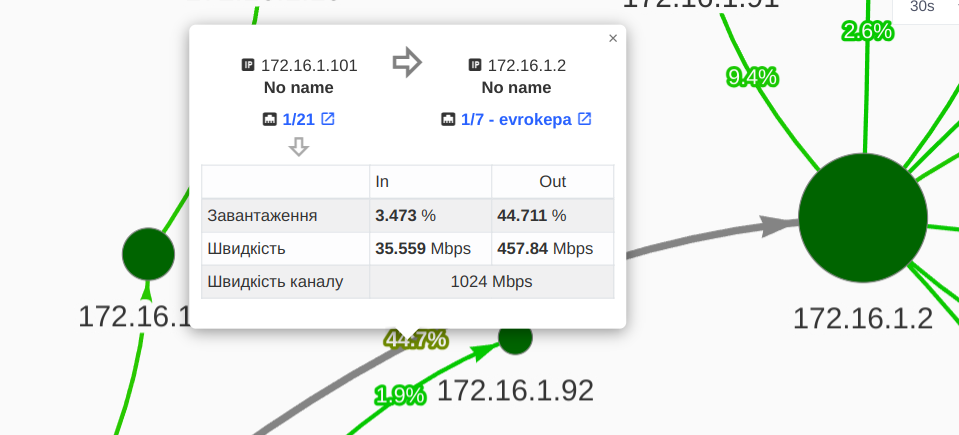 172.16.1.91
30s
2.6%
9.4%
×
IP 172.16.1.101
IP 172.16.1.2
No name
No name
1/21
1/7 - evrokepa
In Out
Завантаження 3.473 % 44.711 %
Швидкість 35.559 Mbps 457.84 Mbps
Швидкість каналу 1024 Mbps
172.16.1
172.16.1.2
44.7%
1.9%
172.16.1.92